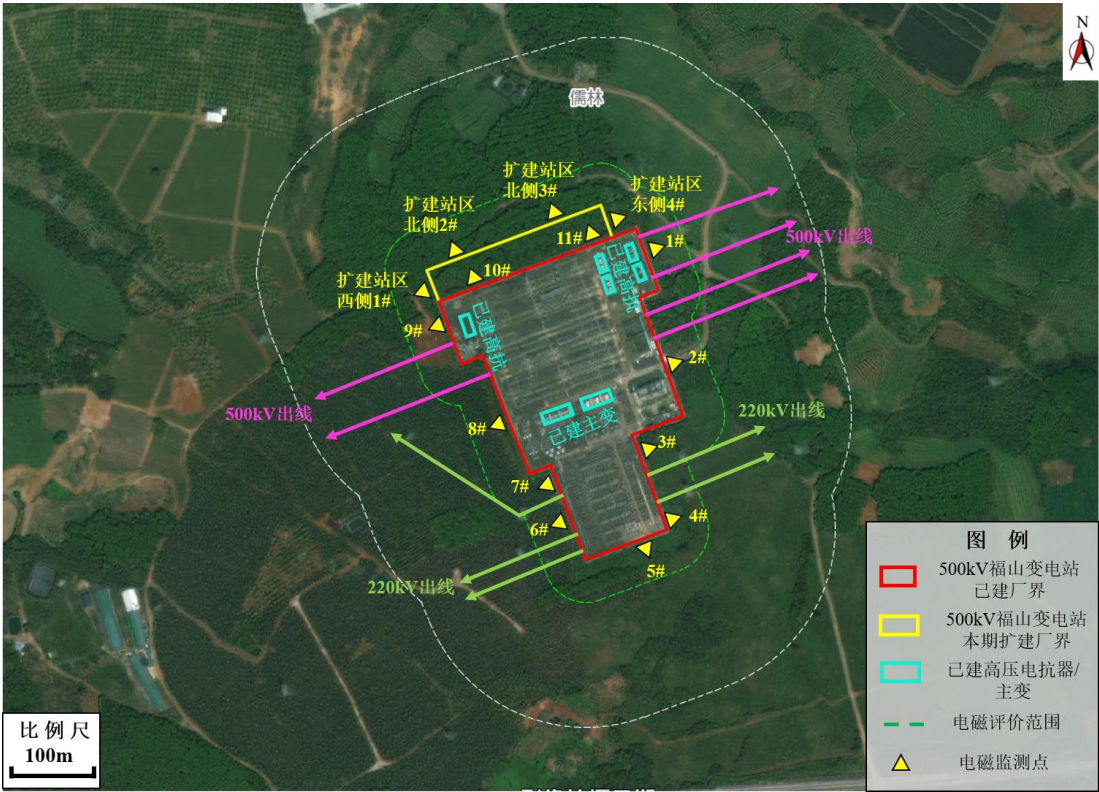 N
儒林
扩建站区
北侧3#
扩建站区
东侧4#
扩建站区
北侧2#
500kV出线
11#
1#
已建高抗
10#
扩建站区
西侧1#
9#
已建高抗
2#
500kV出线
220kV出线
已建主变
8#
3#
7#
6#
4#
5#
220kV出线
图 例
500kV福山变电站
已建厂界
500kV福山变电站
本期扩建厂界
已建高压电抗器/
主变
电磁评价范围
电磁监测点
比 例 尺
100m